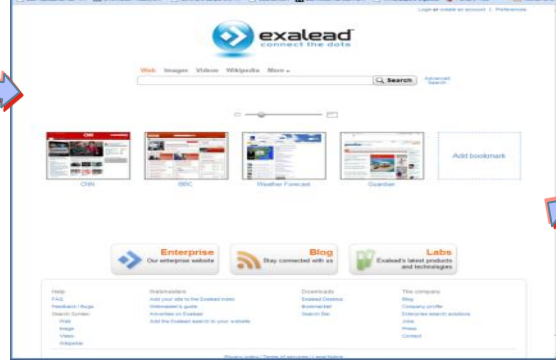 Login or create an account | Preferences
exalead
connect the dots
Web Images Videos Wikipedia More
Search
Advanced Search
CNN
BBC
Weather Forecast
Guardian
Add bookmark
Enterprise
Our enterprise website
Blog
Stay connected with us
Labs
Exalead's latest products
and technologies
Help
FAQ
Feedback / Bugs
Search Syntax
Web
Image
Video
Wikipedia
Webmasters
Add your site to the Exalead index
Webmaster's guide
Advertise on Exalead
Add the Exalead search to your website
Downloads
Exalead Desktop
Bookmarklet
Search Bar
The company
Blog
Company profile
Enterprise search solutions
Jobs
Press
Contact
Privacy policy | Terms of service | Legal Notice